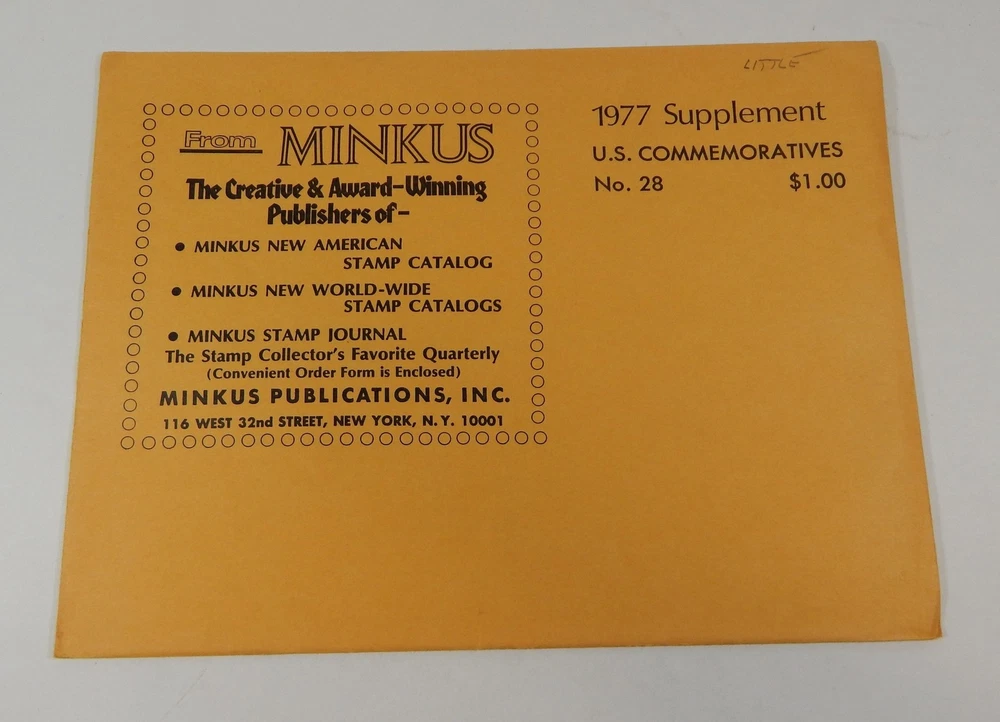 LITTLE
From MINKUS
The Creative & Award-Winning
Publishers of-
● MINKUS NEW AMERICAN
STAMP CATALOG
● MINKUS NEW WORLD-WIDE
STAMP CATALOGS
● MINKUS STAMP JOURNAL
The Stamp Collector's Favorite Quarterly
(Convenient Order Form is Enclosed)
MINKUS PUBLICATIONS, INC.
116 WEST 32nd STREET, NEW YORK, N.Y. 10001
1977 Supplement
U.S. COMMEMORATIVES
No. 28 $1.00